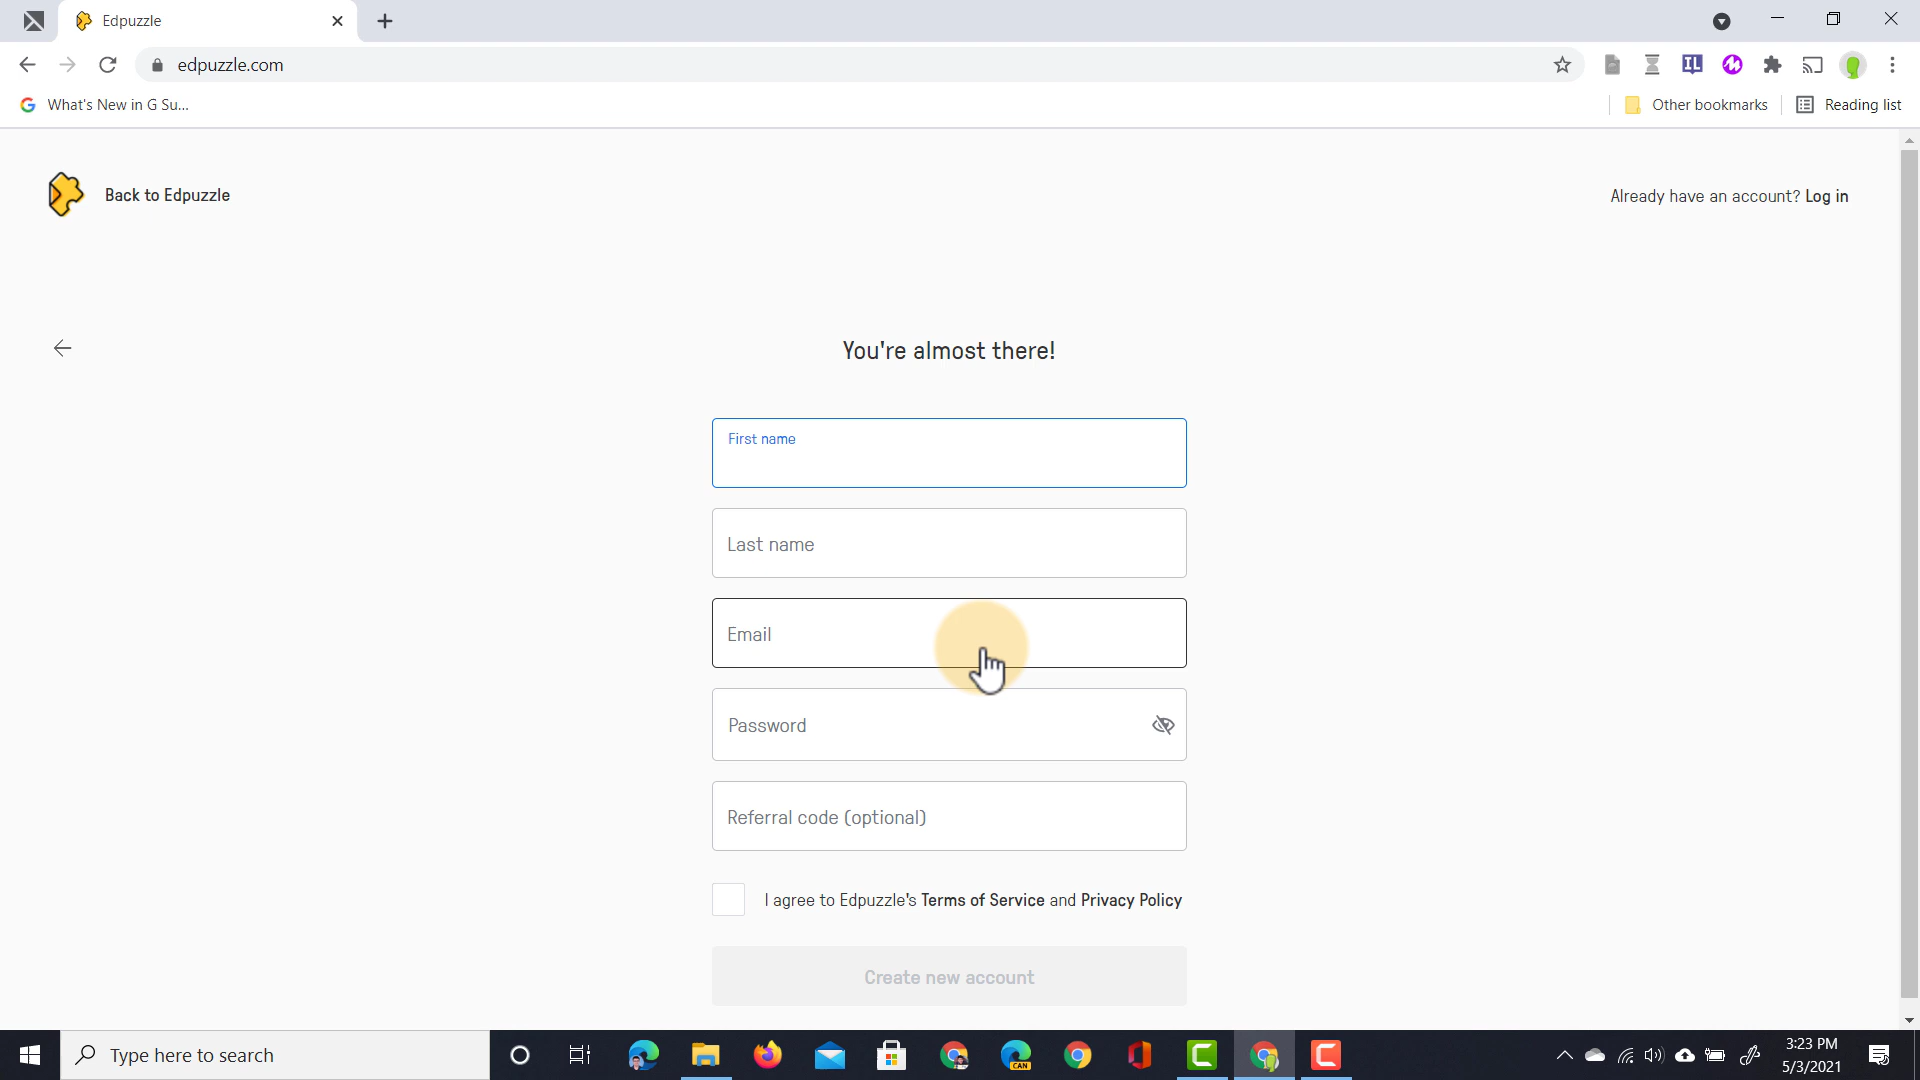 Edpuzzle
edpuzzle.com
What's New in G Su...
Other bookmarks
Reading list
IL
Back to Edpuzzle
Already have an account? Log in
You're almost there!
First name
Last name
Email
Password
Referral code (optional)
I agree to Edpuzzle's Terms of Service and Privacy Policy
Create new account
Type here to search
CAN
3:23 PM
5/3/2021